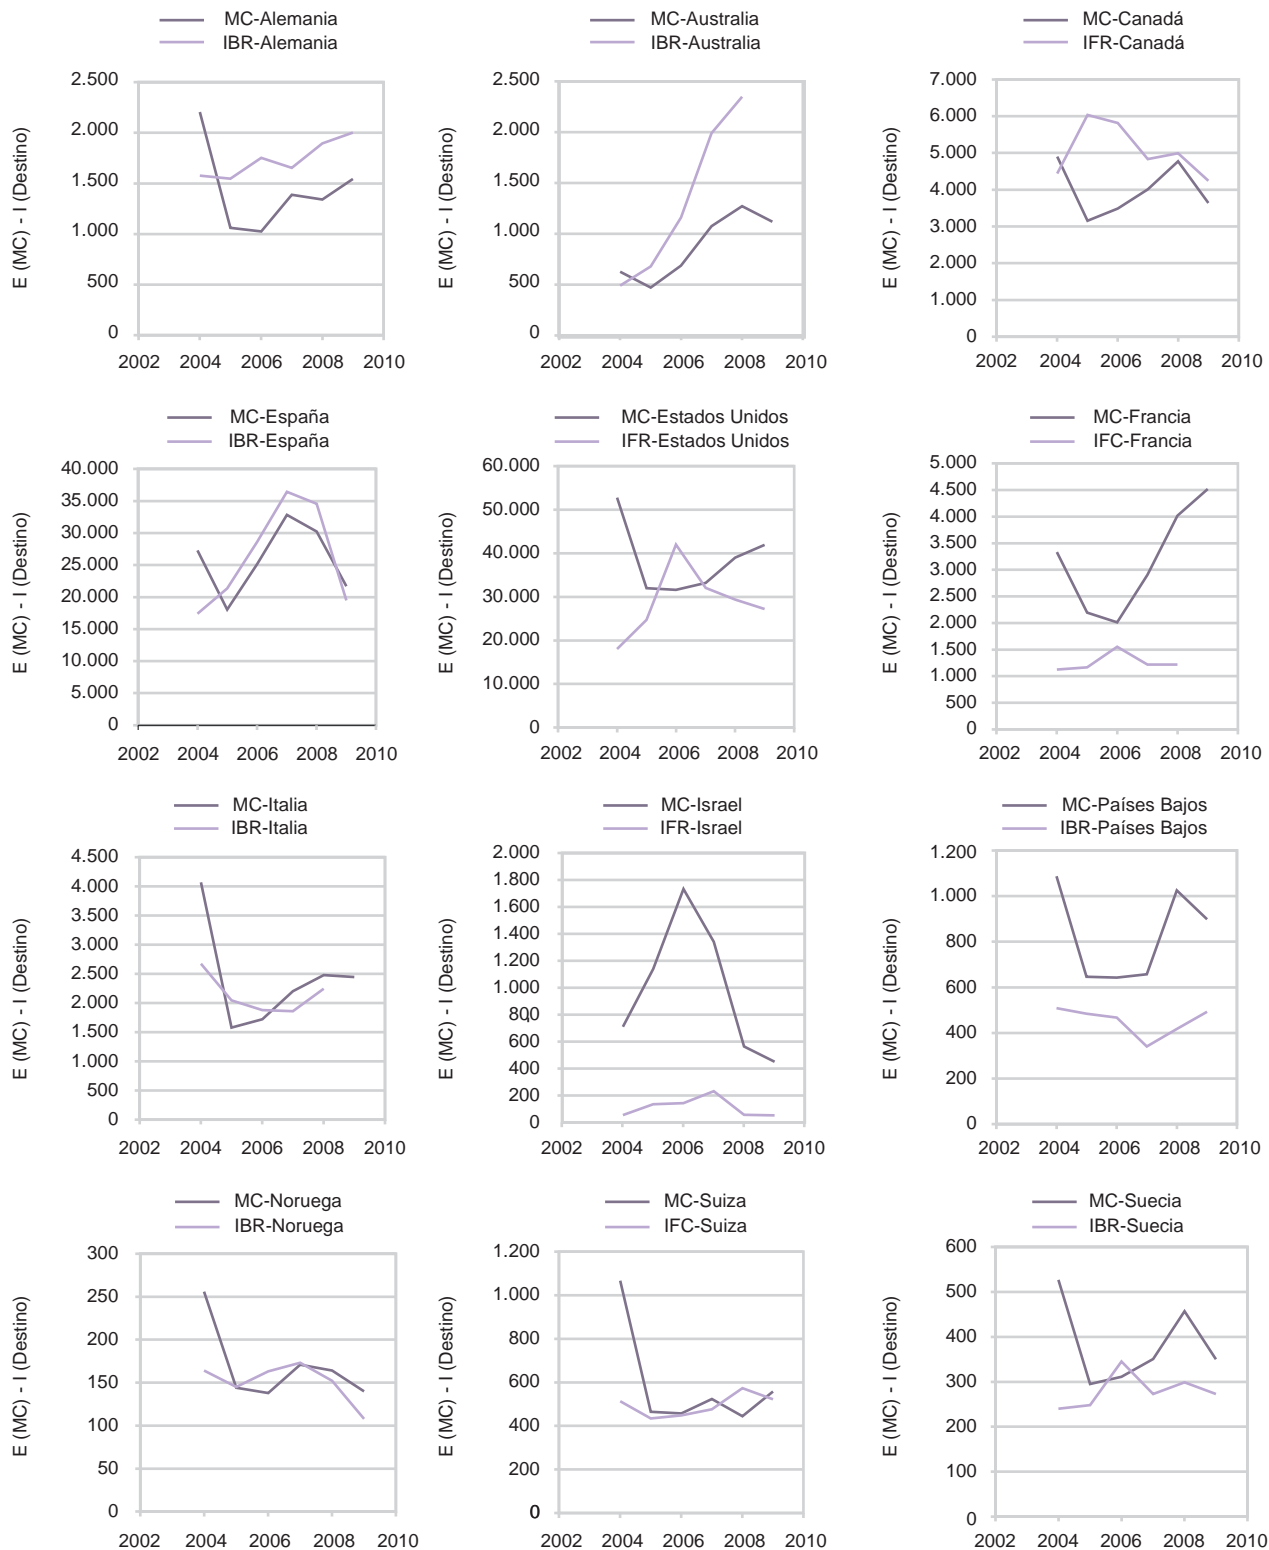 MC-Alemania
IBR-Alemania
E (MC) - I (Destino)
2.500
2.000
1.500
1.000
500
0
2002 2004 2006 2008 2010
MC-Australia
IBR-Australia
E (MC) - I (Destino)
2.500
2.000
1.500
1.000
500
0
2002 2004 2006 2008 2010
MC-Canadá
IFR-Canadá
E (MC) - I (Destino)
7.000
6.000
5.000
4.000
3.000
2.000
1.000
0
2002 2004 2006 2008 2010
MC-España
IBR-España
E (MC) - I (Destino)
40.000
35.000
30.000
25.000
20.000
15.000
10.000
5.000
0
2002 2004 2006 2008 2010
MC-Estados Unidos
IFR-Estados Unidos
E (MC) - I (Destino)
60.000
50.000
40.000
30.000
20.000
10.000
0
2002 2004 2006 2008 2010
MC-Francia
IFC-Francia
E (MC) - I (Destino)
5.000
4.500
4.000
3.500
3.000
2.500
2.000
1.500
1.000
500
0
2002 2004 2006 2008 2010
MC-Italia
IBR-Italia
E (MC) - I (Destino)
4.500
4.000
3.500
3.000
2.500
2.000
1.500
1.000
500
0
2002 2004 2006 2008 2010
MC-Israel
IFR-Israel
E (MC) - I (Destino)
2.000
1.800
1.600
1.400
1.200
1.000
800
600
400
200
0
2002 2004 2006 2008 2010
MC-Países Bajos
IBR-Países Bajos
E (MC) - I (Destino)
1.200
1.000
800
600
400
200
0
2002 2004 2006 2008 2010
MC-Noruega
IBR-Noruega
E (MC) - I (Destino)
300
250
200
150
100
50
0
2002 2004 2006 2008 2010
MC-Suiza
IFC-Suiza
E (MC) - I (Destino)
1.200
1.000
800
600
400
200
0
2002 2004 2006 2008 2010
MC-Suecia
IBR-Suecia
E (MC) - I (Destino)
600
500
400
300
200
100
0
2002 2004 2006 2008 2010